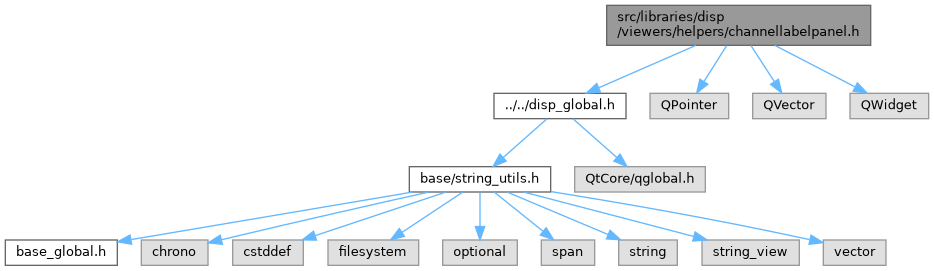 src/libraries/disp
/viewers/helpers/channellabelpanel.h
../../disp_global.h
QPointer
QVector
QWidget
base/string_utils.h
QtCore/qglobal.h
base_global.h
chrono
cstddef
filesystem
optional
span
string
string_view
vector